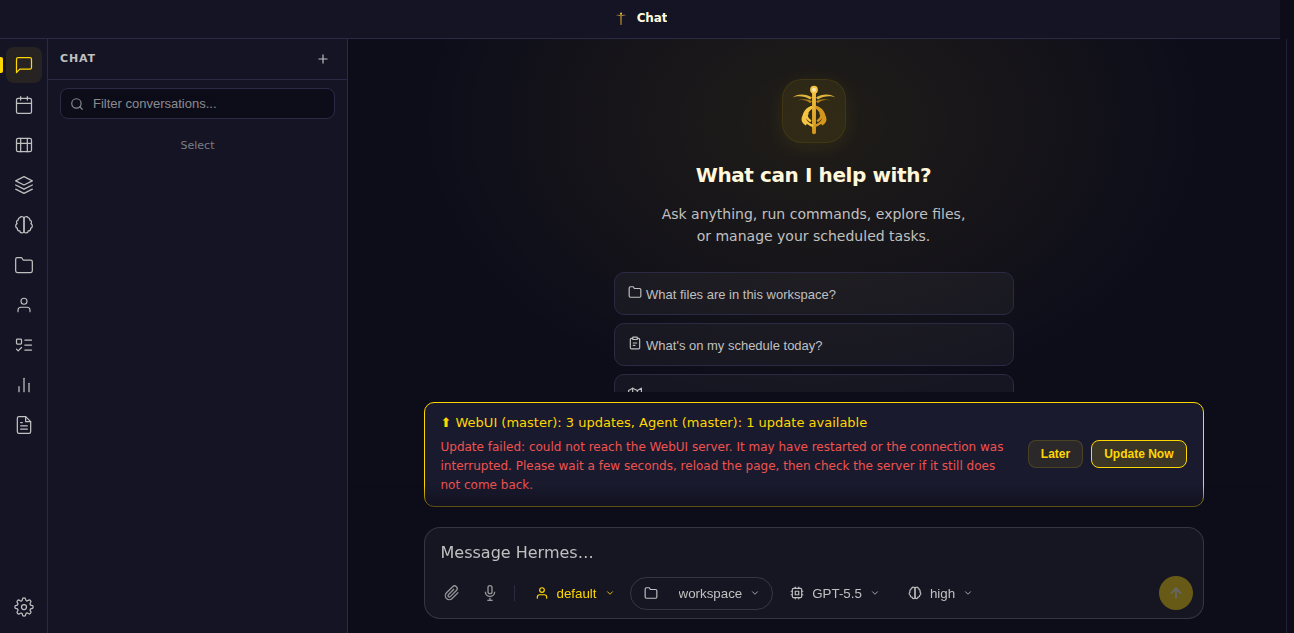 Chat
CHAT
Filter conversations...
Select
What can I help with?
Ask anything, run commands, explore files,
or manage your scheduled tasks.
What files are in this workspace?
What's on my schedule today?
WebUI (master): 3 updates, Agent (master): 1 update available
Update failed: could not reach the WebUI server. It may have restarted or the connection was
interrupted. Please wait a few seconds, reload the page, then check the server if it still does
not come back.
Later
Update Now
Message Hermes...
default
workspace
GPT-5.5
high